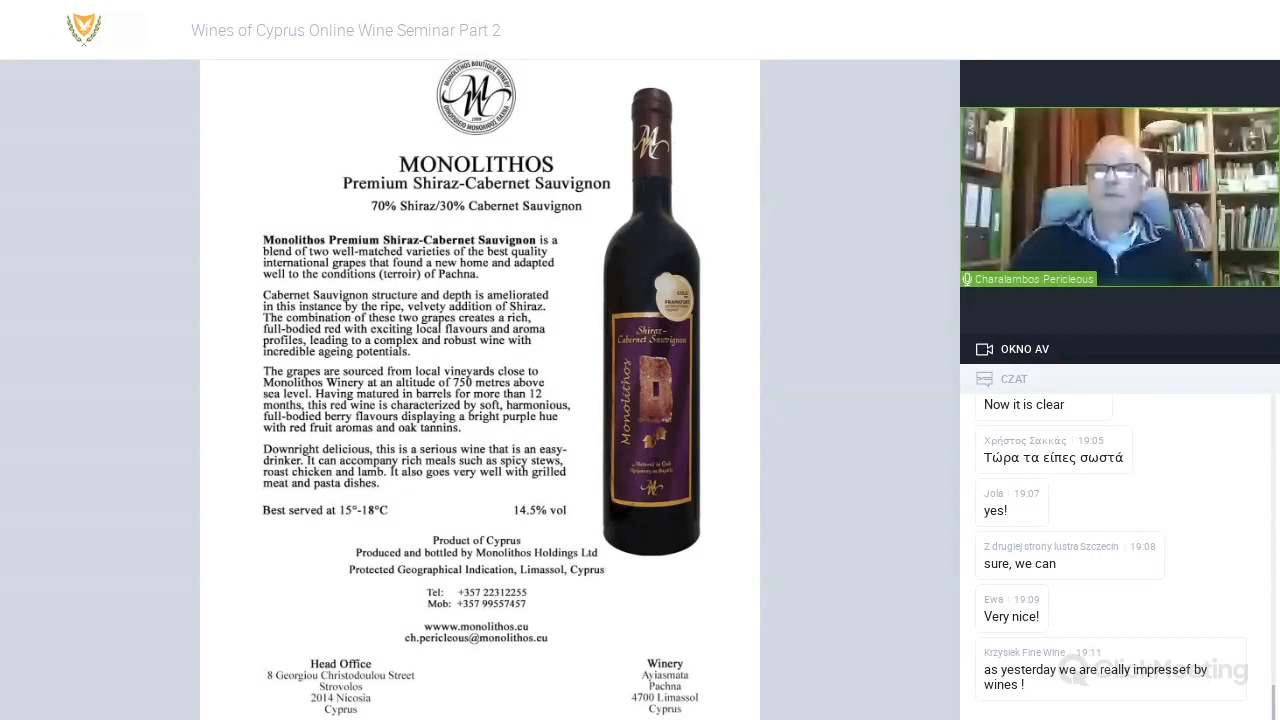 Wines of Cyprus Online Wine Seminar Part 2
MONOLITHOS BOUTIQUE WINERY
MONOLITHOS
Premium Shiraz-Cabernet Sauvignon
70% Shiraz/30% Cabernet Sauvignon
Monolithos Premium Shiraz-Cabernet Sauvignon is a
blend of two well-matched varieties of the best quality
international grapes that found a new home and adapted
well to the conditions (terroir) of Pachna.
Cabernet Sauvignon structure and depth is ameliorated
in this instance by the ripe, velvety addition of Shiraz.
The combination of these two grapes creates a rich,
full-bodied red with exciting local flavours and aroma
profiles, leading to a complex and robust wine with
incredible ageing potentials.
The grapes are sourced from local vineyards close to
Monolithos Winery at an altitude of 750 metres above
sea level. Having matured in barrels for more than 12
months, this red wine is characterized by soft, harmonious,
full-bodied berry flavours displaying a bright purple hue
with red fruit aromas and oak tannins.
Downright delicious, this is a serious wine that is an easy-
drinker. It can accompany rich meals such as spicy stews,
roast chicken and lamb. It also goes very well with grilled
meat and pasta dishes.
Best served at 15°-18°C 14.5% vol
Product of Cyprus
Produced and bottled by Monolithos Holdings Ltd
Protected Geographical Indication, Limassol, Cyprus
Tel: +357 22312255
Mob: +357 99557457
wwww.monolithos.eu
ch.pericleous@monolithos.eu
Head Office
8 Georgiou Christodoulou Street
Strovolos
2014 Nicosia
Cyprus
Winery
Ayiasmata
Pachna
4700 Limassol
Cyprus
Shiraz-
Cabernet Sauvignon
Monolithos
Matured in Oak
Charalambos Pericleous
OKNO AV
CZAT
Now it is clear
Χρήστος Σακκάς 19:05
Τώρα τα είπες σωστά
Jola 19:07
yes!
Z drugiej strony lustra Szczecin 19:08
sure, we can
Ewa 19:09
Very nice!
Krzysiek Fine Wine 19:11
as yesterday we are really impressef by
wines !
ClickMeeting